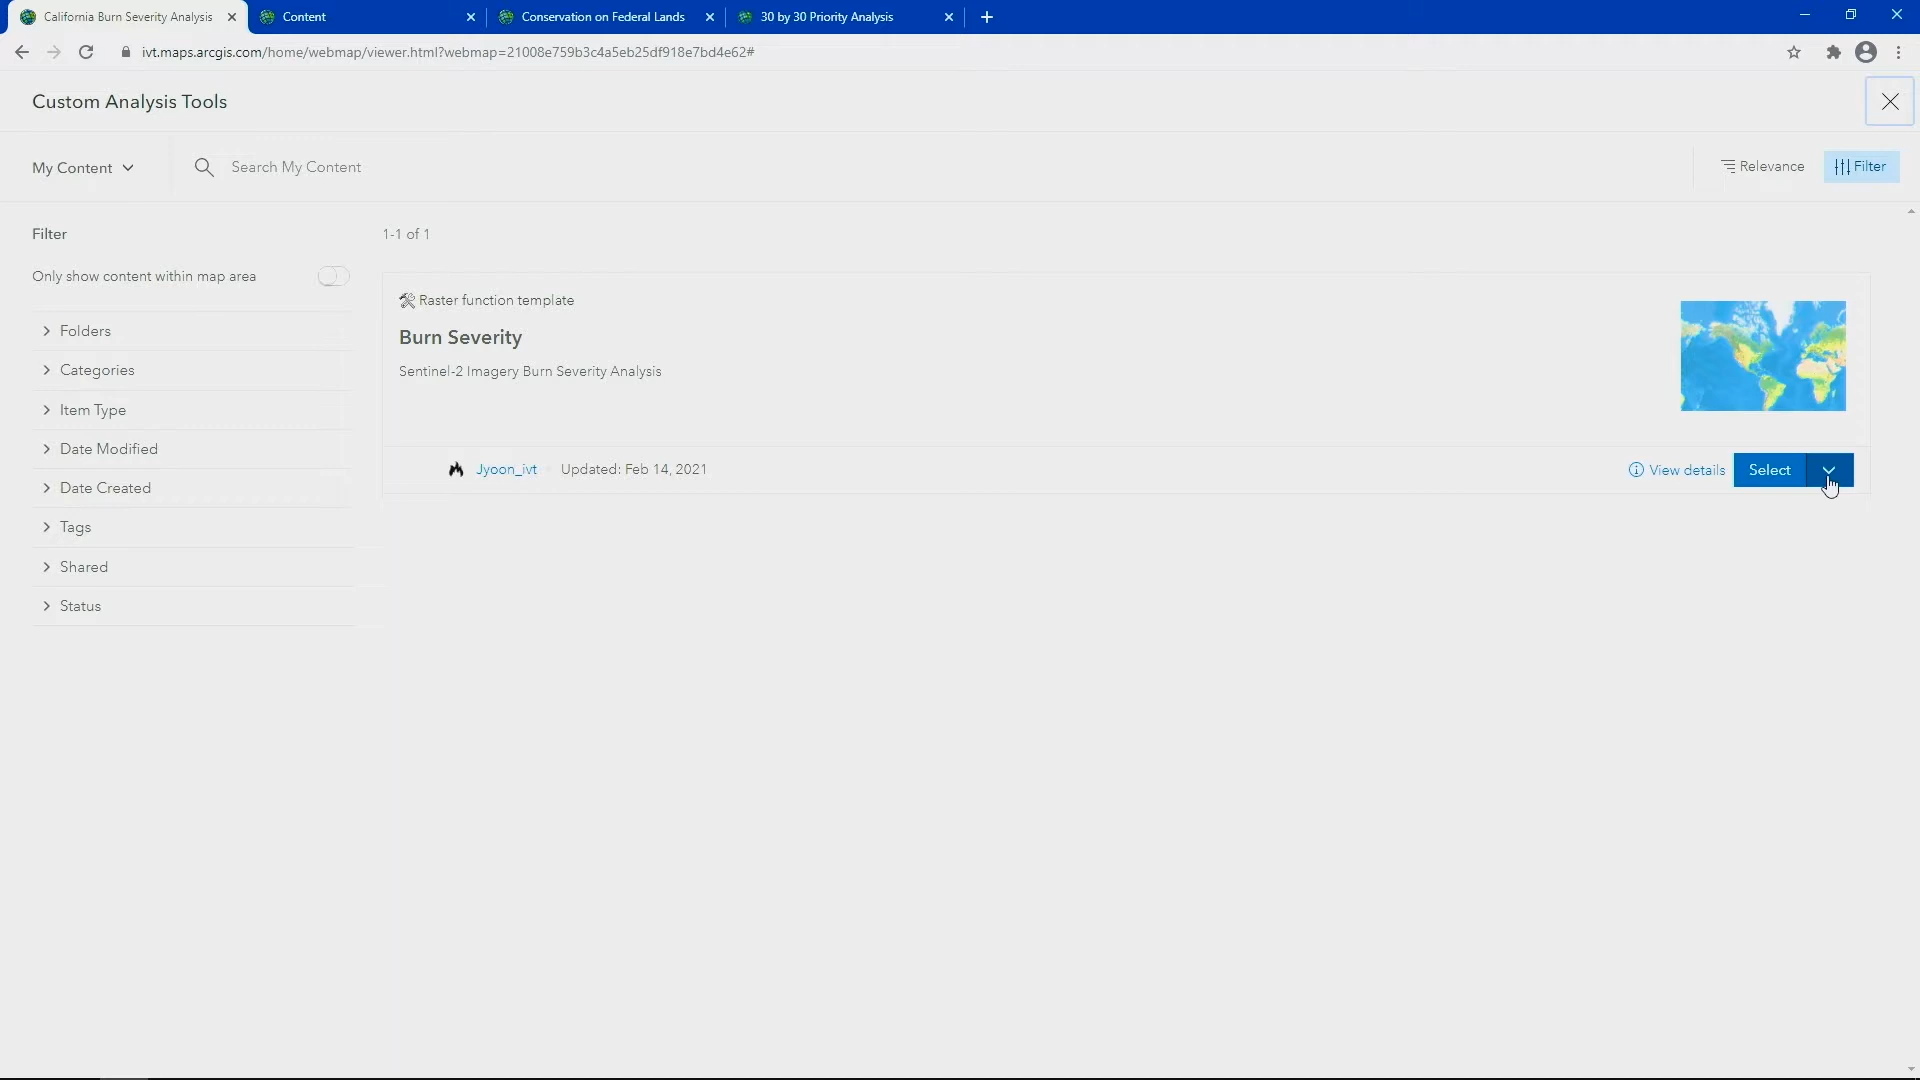 California Burn Severity Analysis
Content
Conservation on Federal Lands
30 by 30 Priority Analysis
ivt.maps.arcgis.com/home/webmap/viewer.html?webmap=21008e759b3c4a5eb25df918e7bd4e62#
Custom Analysis Tools
My Content
Search My Content
Relevance
Filter
Filter
1-1 of 1
Only show content within map area
Folders
Categories
Item Type
Date Modified
Date Created
Tags
Shared
Status
Raster function template
Burn Severity
Sentinel-2 Imagery Burn Severity Analysis
Jyoon_ivt
Updated: Feb 14, 2021
View details
Select